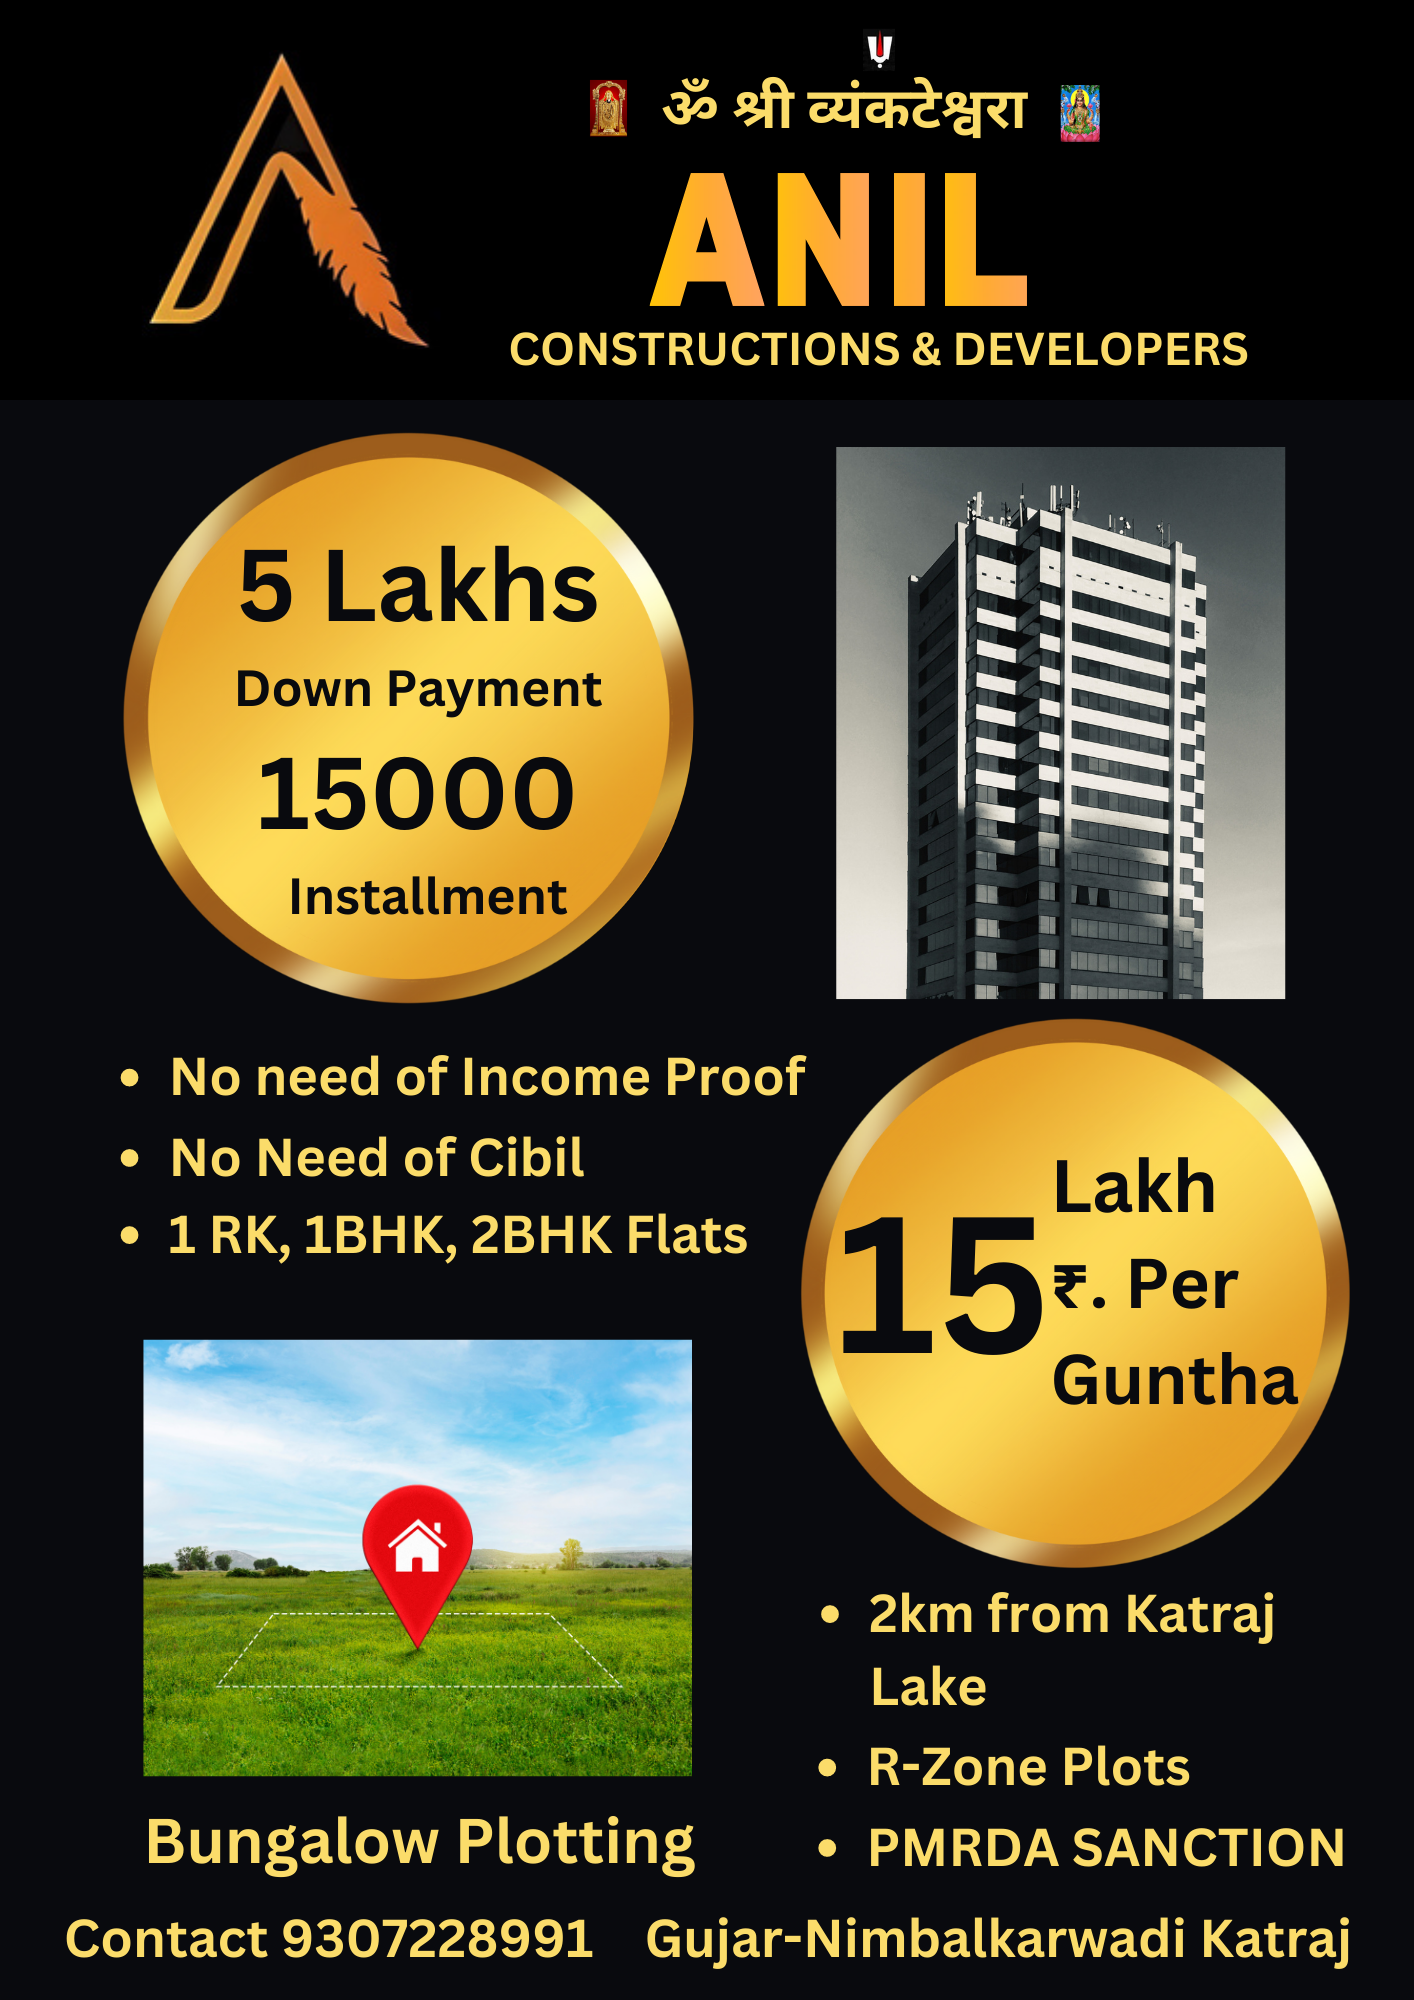 ॐ श्री व्यंकटेश्वरा
ANIL
CONSTRUCTIONS & DEVELOPERS
5 Lakhs
Down Payment
15000
Installment
• No need of Income Proof
• No Need of Cibil
• 1 RK, 1BHK, 2BHK Flats
15
Lakh
₹. Per
Guntha
• 2km from Katraj
Lake
• R-Zone Plots
• PMRDA SANCTION
Bungalow Plotting
Contact 9307228991
Gujar-Nimbalkarwadi Katraj